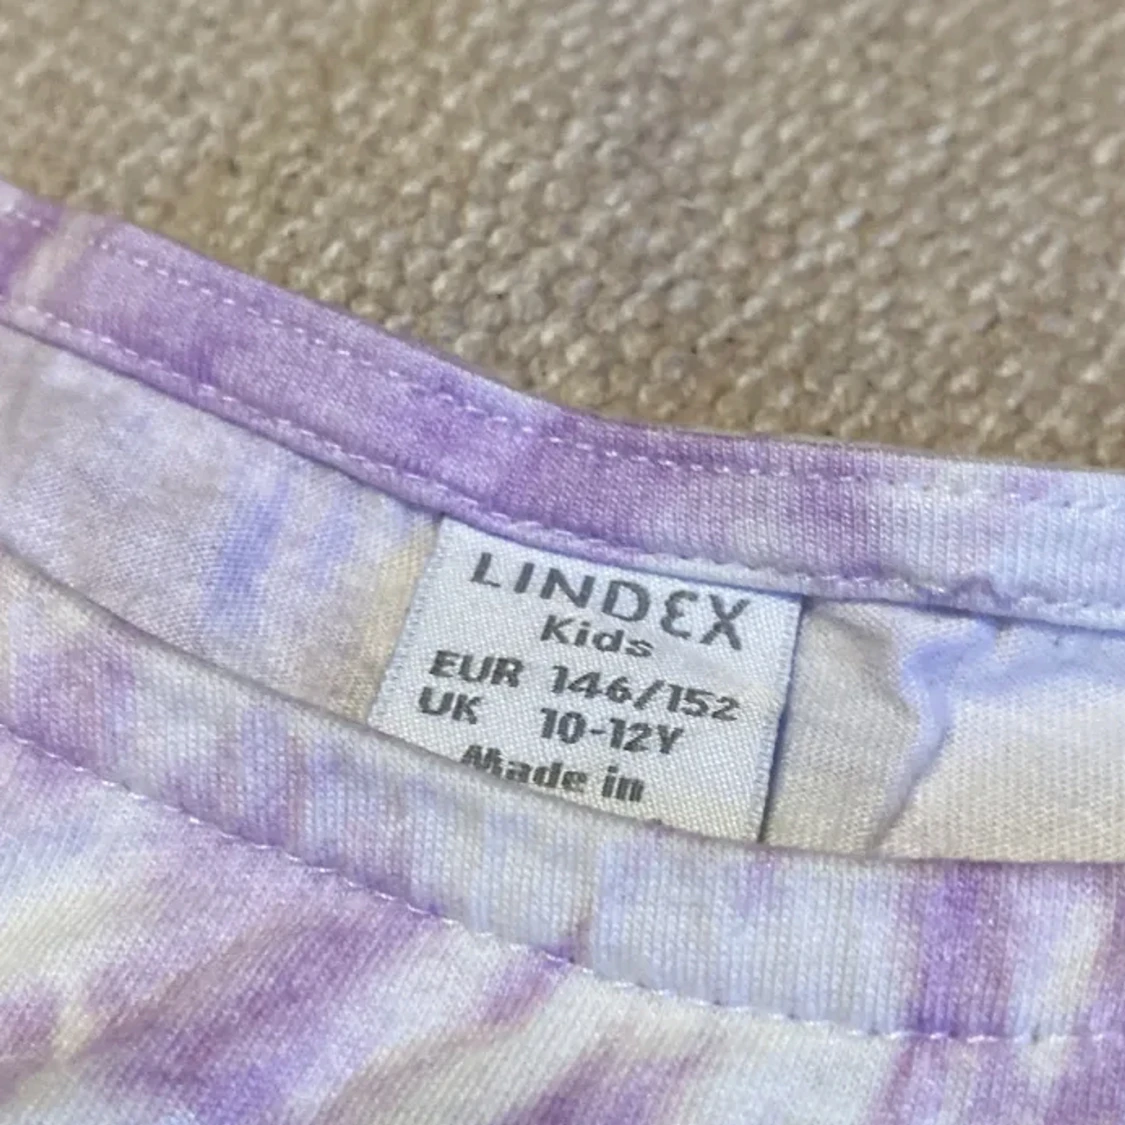 LINDEX
Kids
EUR 146/152
UK 10-12Y
Made in